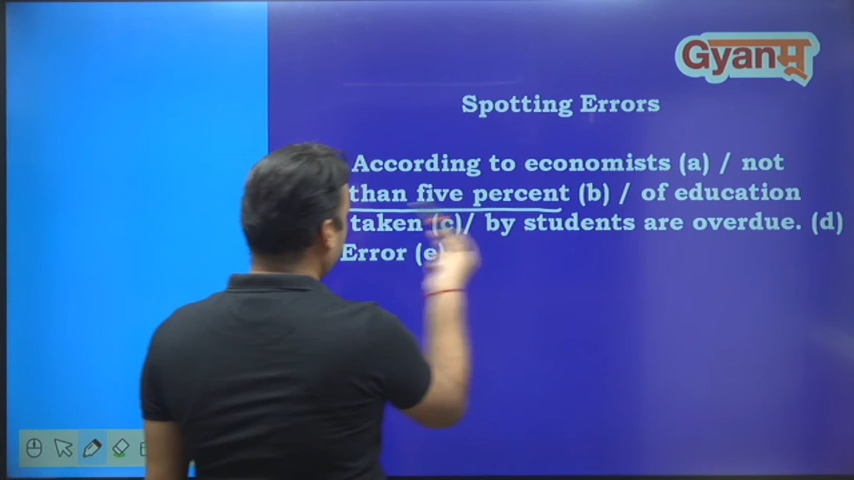 Gyanम्
Spotting Errors
According to economists (a) / not
than five percent (b) / of education
taken (c)/ by students are overdue. (d)
Error (e)